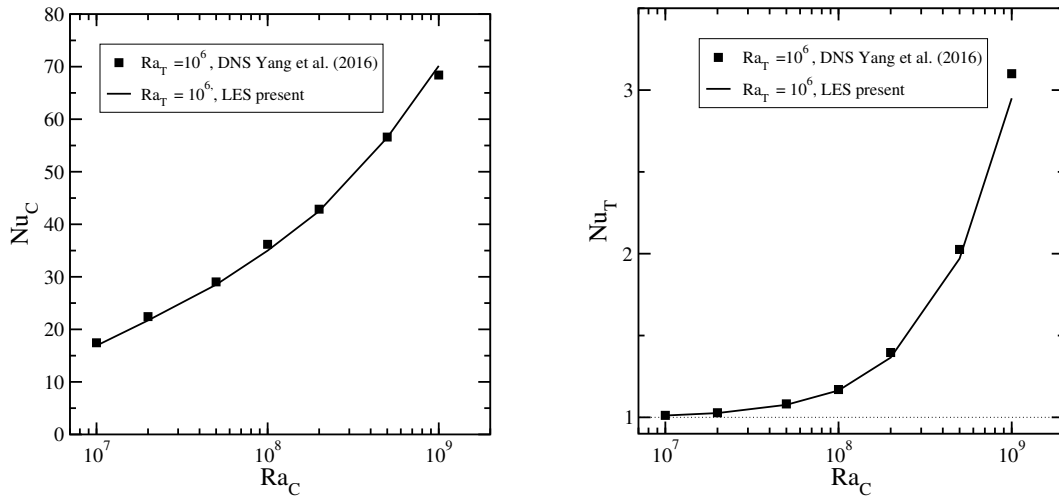 80
70
60
50
40
30
20
10
0
Nu_C
Ra_T =10^6, DNS Yang et al. (2016)
Ra_T = 10^6, LES present
10^7
10^8
10^9
Ra_C
3
2
1
Nu_T
Ra_T =10^6, DNS Yang et al. (2016)
Ra_T = 10^6, LES present
10^7
10^8
10^9
Ra_C